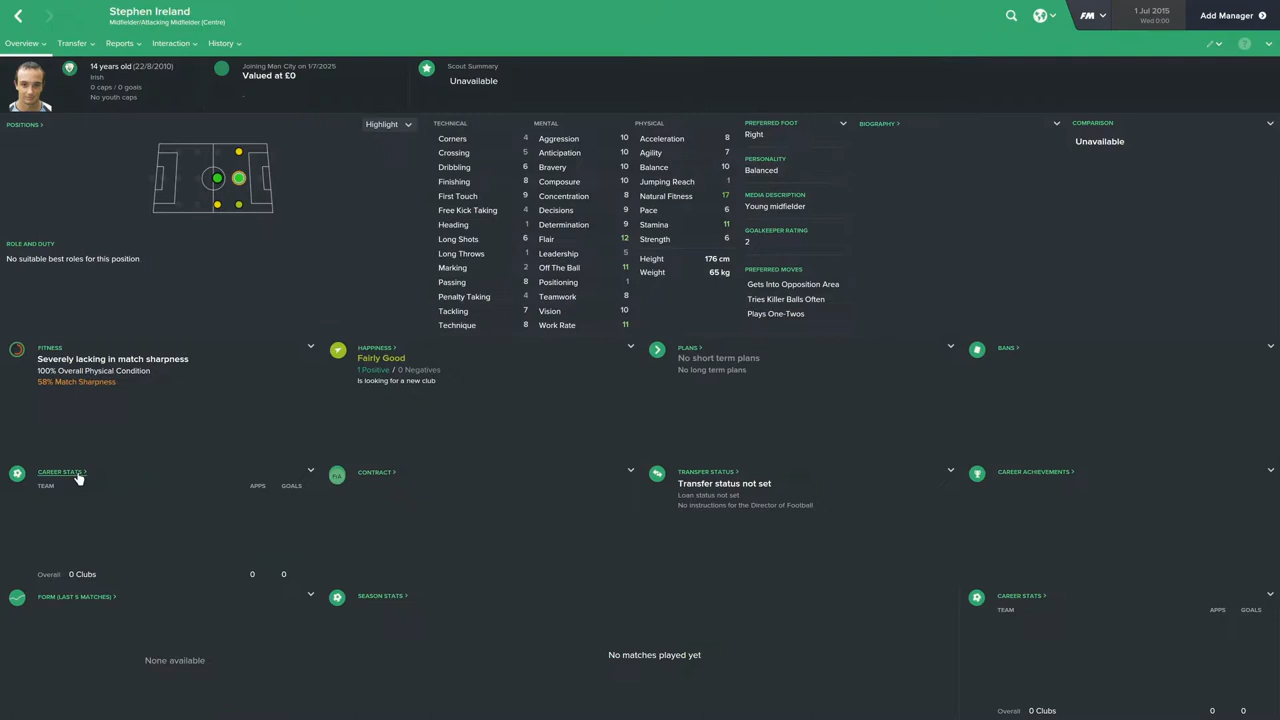 Stephen Ireland
Midfielder/Attacking Midfielder (Centre)
FM
1 Jul 2015
Wed 0:00
Add Manager
Overview
Transfer
Reports
Interaction
History
?
14 years old (22/8/2010)
Irish
0 caps / 0 goals
No youth caps
Joining Man City on 1/7/2025
Valued at £0
-
Scout Summary
Unavailable
POSITIONS >
Highlight
ROLE AND DUTY
No suitable best roles for this position
TECHNICAL
Corners 4
Crossing 5
Dribbling 6
Finishing 8
First Touch 9
Free Kick Taking 4
Heading 1
Long Shots 6
Long Throws 1
Marking 2
Passing 8
Penalty Taking 4
Tackling 7
Technique 8
MENTAL
Aggression 10
Anticipation 10
Bravery 10
Composure 10
Concentration 8
Decisions 9
Determination 9
Flair 12
Leadership 5
Off The Ball 11
Positioning 1
Teamwork 8
Vision 10
Work Rate 11
PHYSICAL
Acceleration 8
Agility 7
Balance 10
Jumping Reach 1
Natural Fitness 17
Pace 6
Stamina 11
Strength 6
Height 176 cm
Weight 65 kg
PREFERRED FOOT
Right
PERSONALITY
Balanced
MEDIA DESCRIPTION
Young midfielder
GOALKEEPER RATING
2
PREFERRED MOVES
Gets Into Opposition Area
Tries Killer Balls Often
Plays One-Twos
BIOGRAPHY >
COMPARISON
Unavailable
FITNESS
Severely lacking in match sharpness
100% Overall Physical Condition
58% Match Sharpness
HAPPINESS >
Fairly Good
1 Positive / 0 Negatives
Is looking for a new club
PLANS >
No short term plans
No long term plans
BANS >
CAREER STATS >
TEAM APPS GOALS
Overall 0 Clubs 0 0
F/A
CONTRACT >
TRANSFER STATUS >
Transfer status not set
Loan status not set
No instructions for the Director of Football
CAREER ACHIEVEMENTS >
FORM (LAST 5 MATCHES) >
None available
SEASON STATS >
No matches played yet
CAREER STATS >
TEAM APPS GOALS
Overall 0 Clubs 0 0